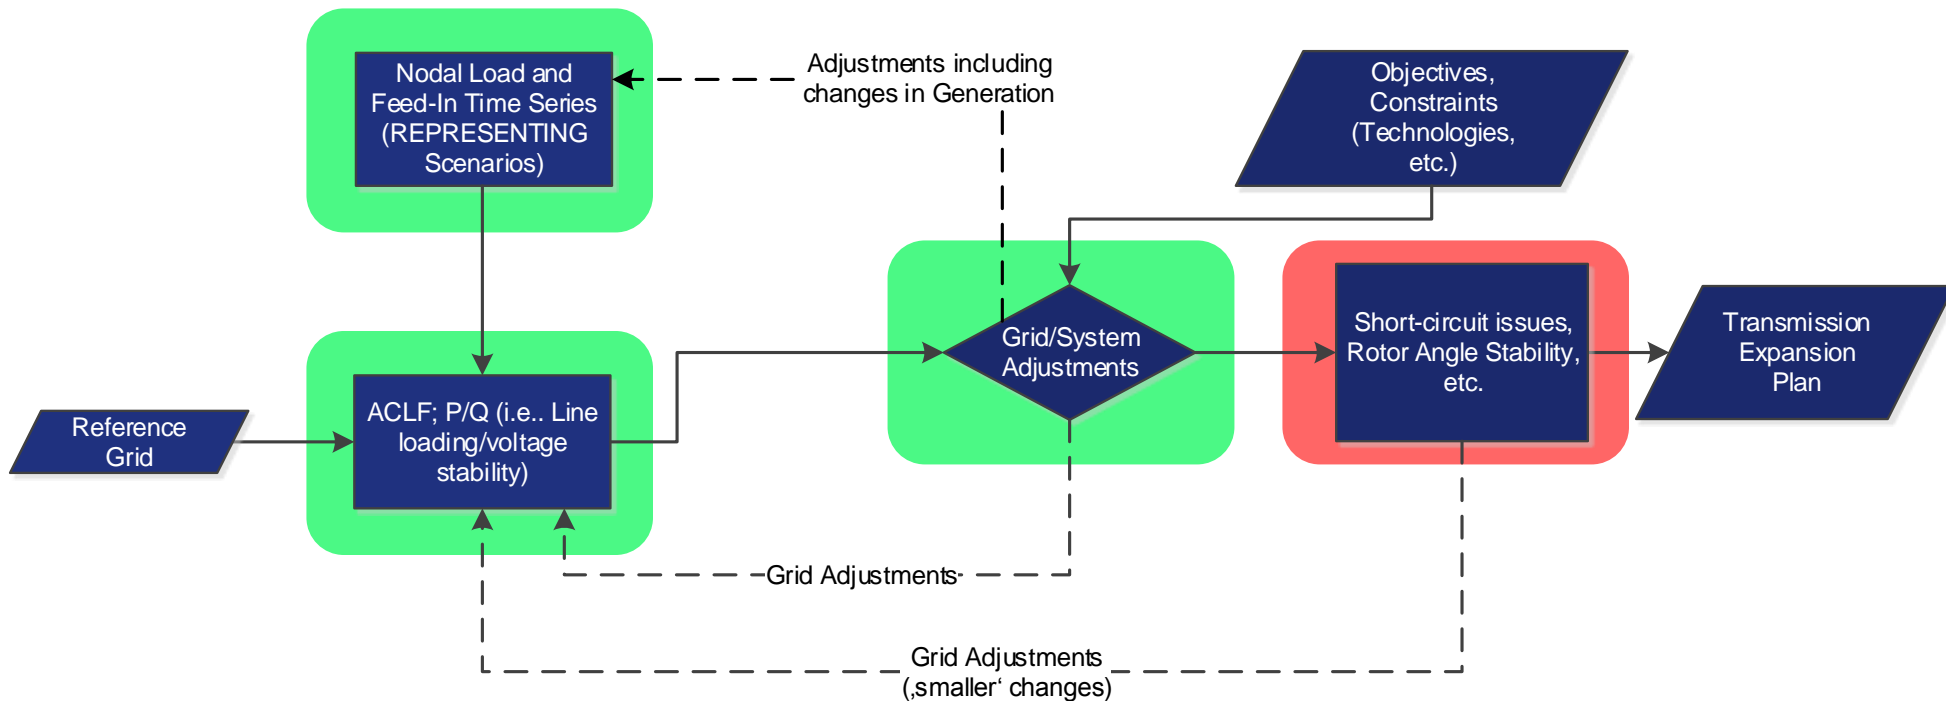 Nodal Load and
Feed-In Time Series
(REPRESENTING
Scenarios)
Adjustments including
changes in Generation
Objectives,
Constraints
(Technologies,
etc.)
Reference
Grid
ACLF; P/Q (i.e.. Line
loading/voltage
stability)
Grid/System
Adjustments
Short-circuit issues,
Rotor Angle Stability,
etc.
Transmission
Expansion
Plan
Grid Adjustments
Grid Adjustments
(‚smaller‘ changes)